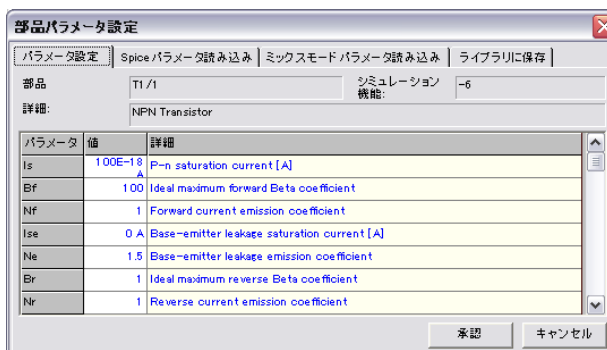 部品パラメータ設定
パラメータ設定 Spice パラメータ読み込み ミックスモード パラメータ読み込み ライブラリに保存
部品 T1 /1 シミュレーション機能: -6
詳細: NPN Transistor
パラメータ 値 詳細
Is 100E-18 A P-n saturation current [A]
Bf 100 Ideal maximum forward Beta coefficient
Nf 1 Forward current emission coefficient
Ise 0 A Base-emitter leakage saturation current [A]
Ne 1.5 Base-emitter leakage emission coefficient
Br 1 Ideal maximum reverse Beta coefficient
Nr 1 Reverse current emission coefficient
承認 キャンセル